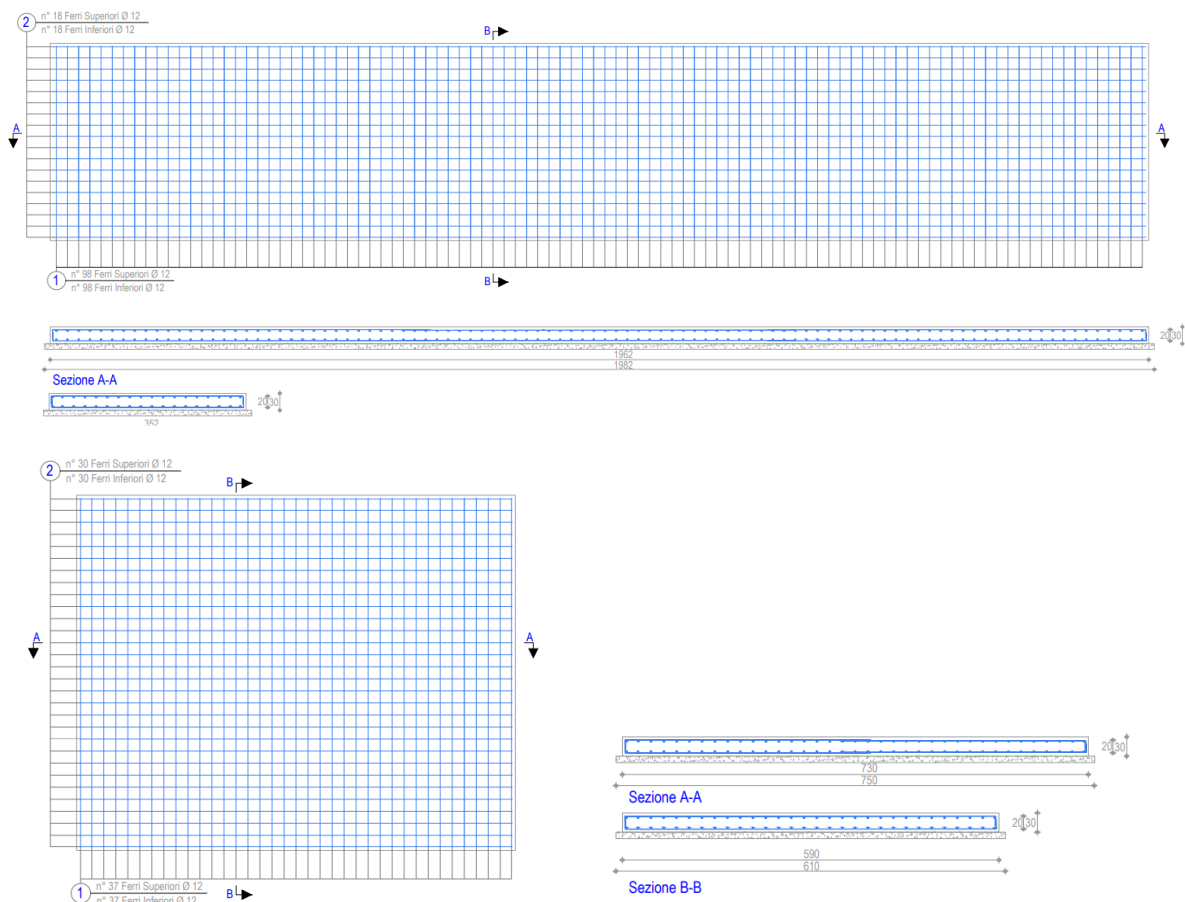 2 n° 18 Ferri Superiori Ø 12
n° 18 Ferri Inferiori Ø 12
B
A
A
1 n° 98 Ferri Superiori Ø 12
n° 98 Ferri Inferiori Ø 12
B
20 30
1962
1982
Sezione A-A
20 30
352
2 n° 30 Ferri Superiori Ø 12
n° 30 Ferri Inferiori Ø 12
B
A
A
20 30
730
750
Sezione A-A
20 30
590
610
Sezione B-B
1 n° 37 Ferri Superiori Ø 12
n° 37 Ferri Inferiori Ø 12
B